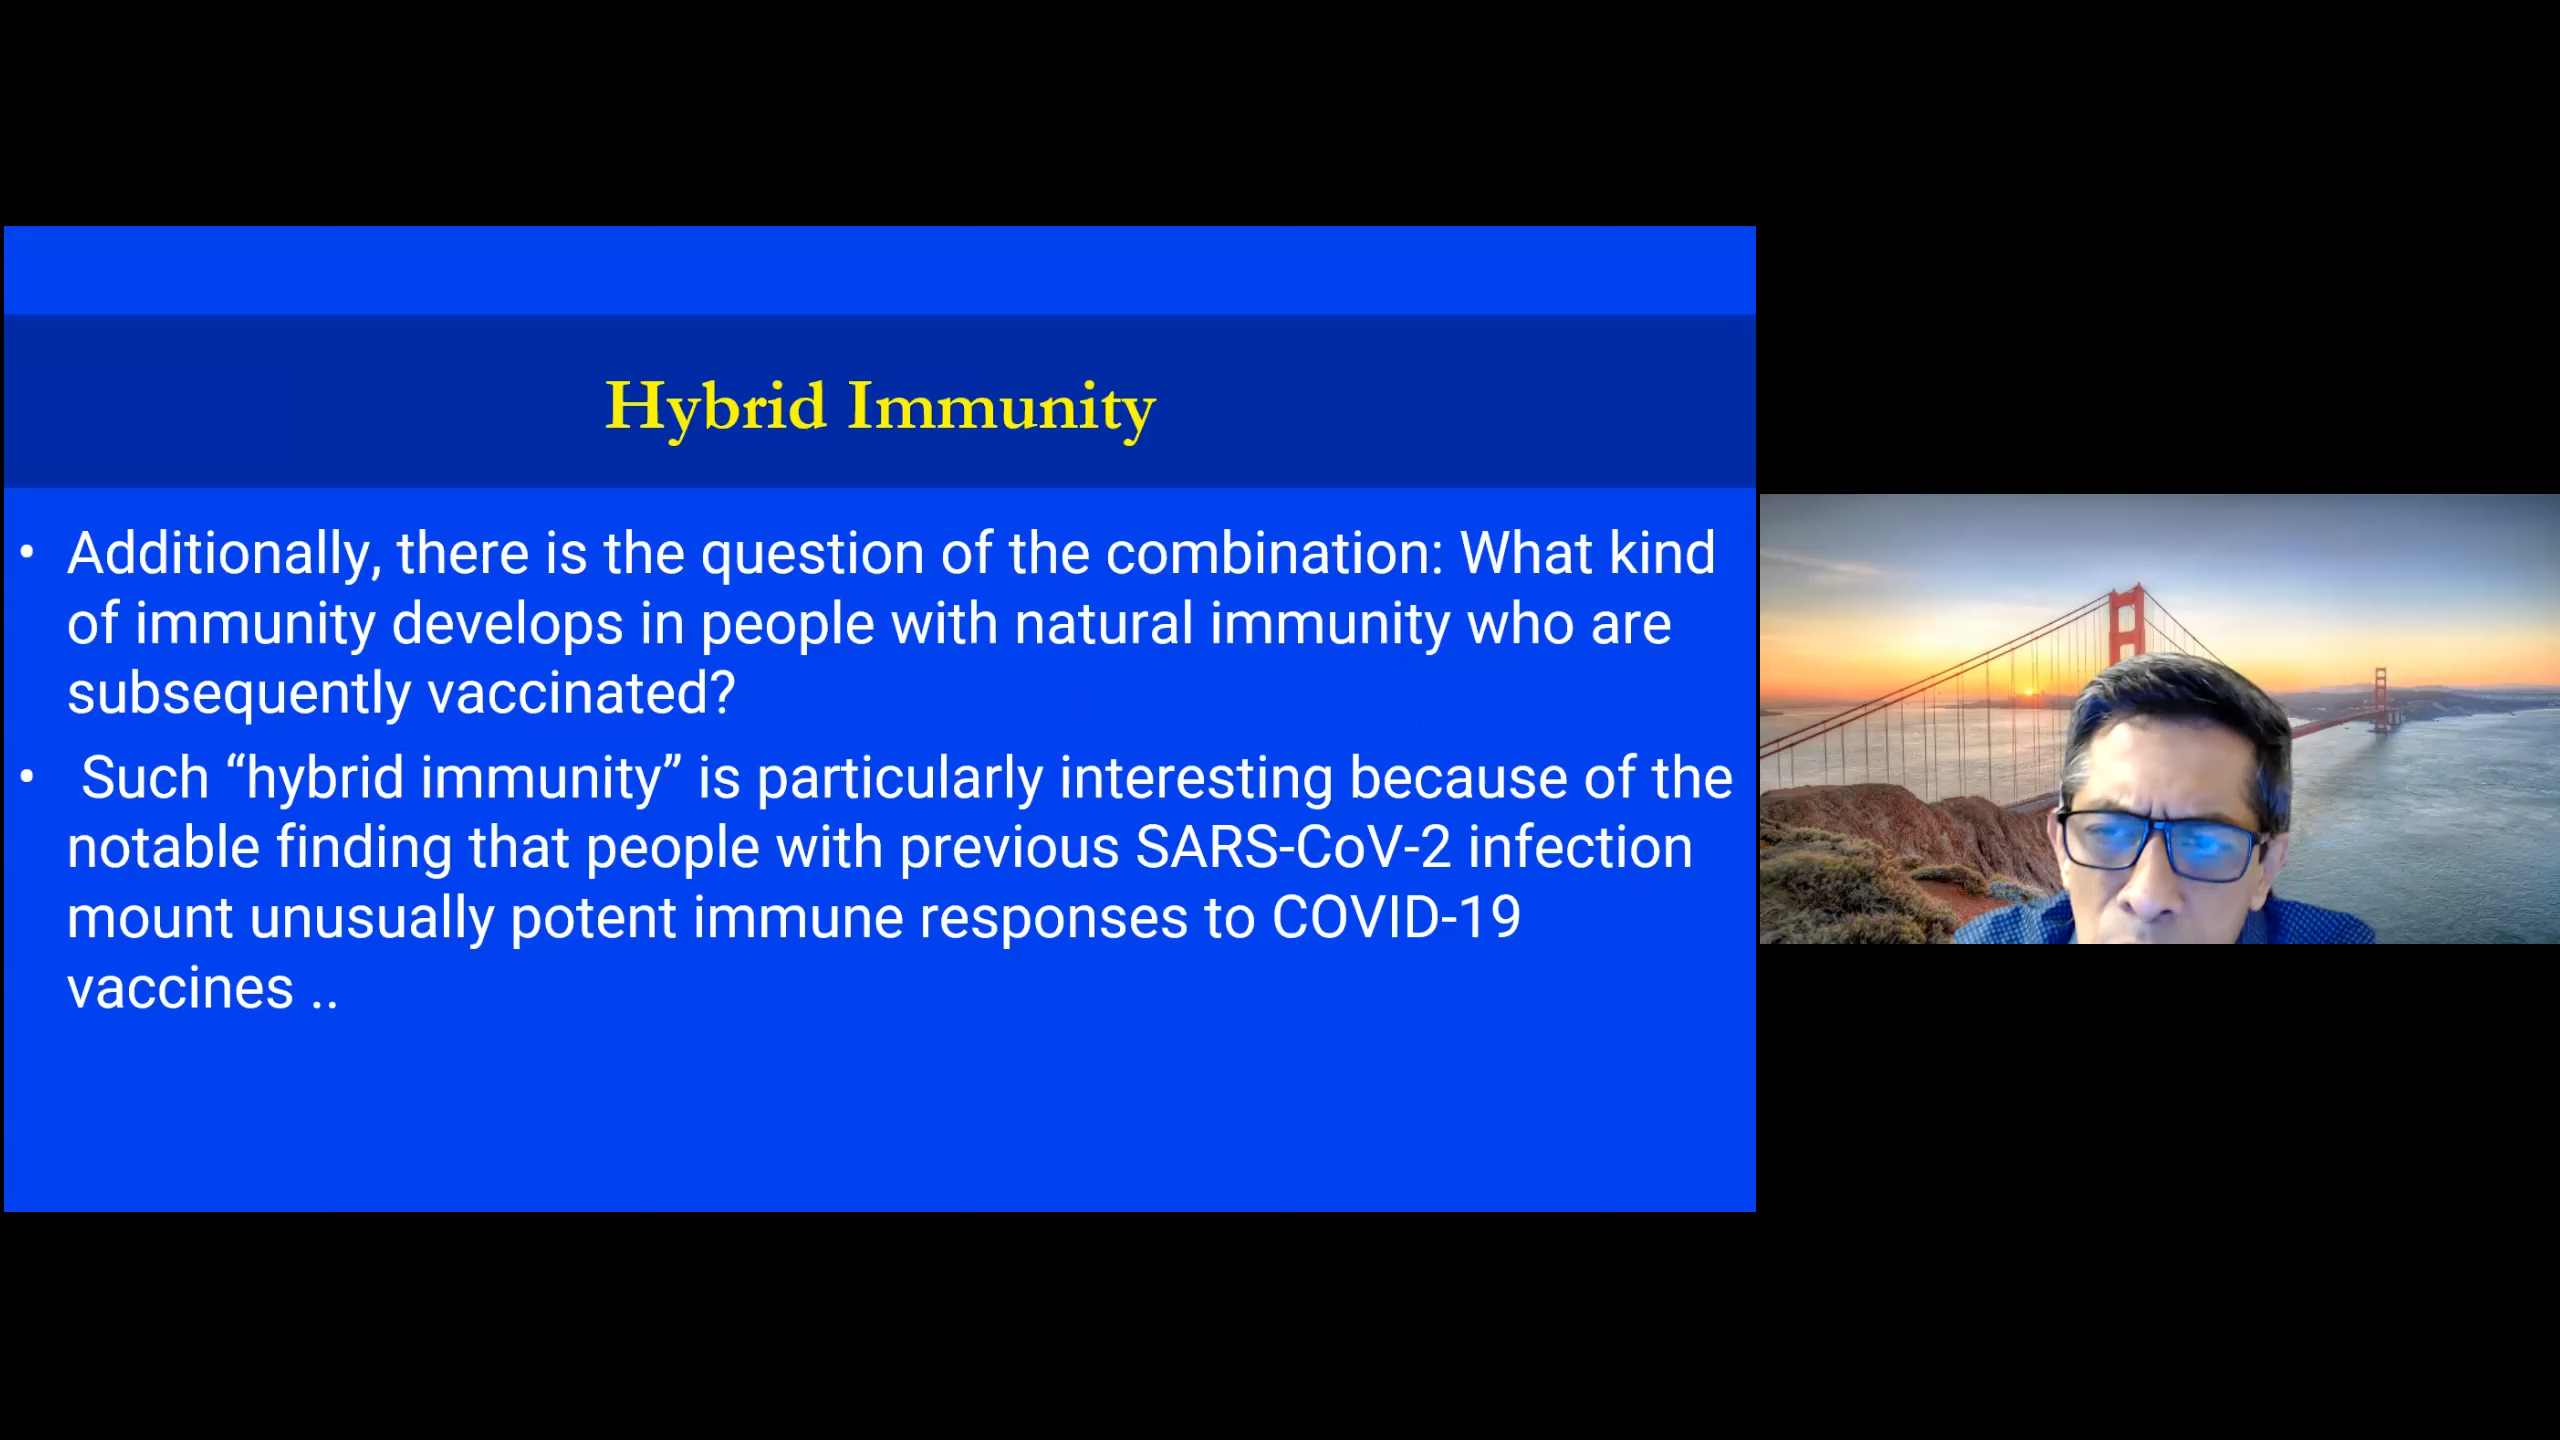 Hybrid Immunity
• Additionally, there is the question of the combination: What kind
of immunity develops in people with natural immunity who are
subsequently vaccinated?
• Such “hybrid immunity” is particularly interesting because of the
notable finding that people with previous SARS-CoV-2 infection
mount unusually potent immune responses to COVID-19
vaccines ..